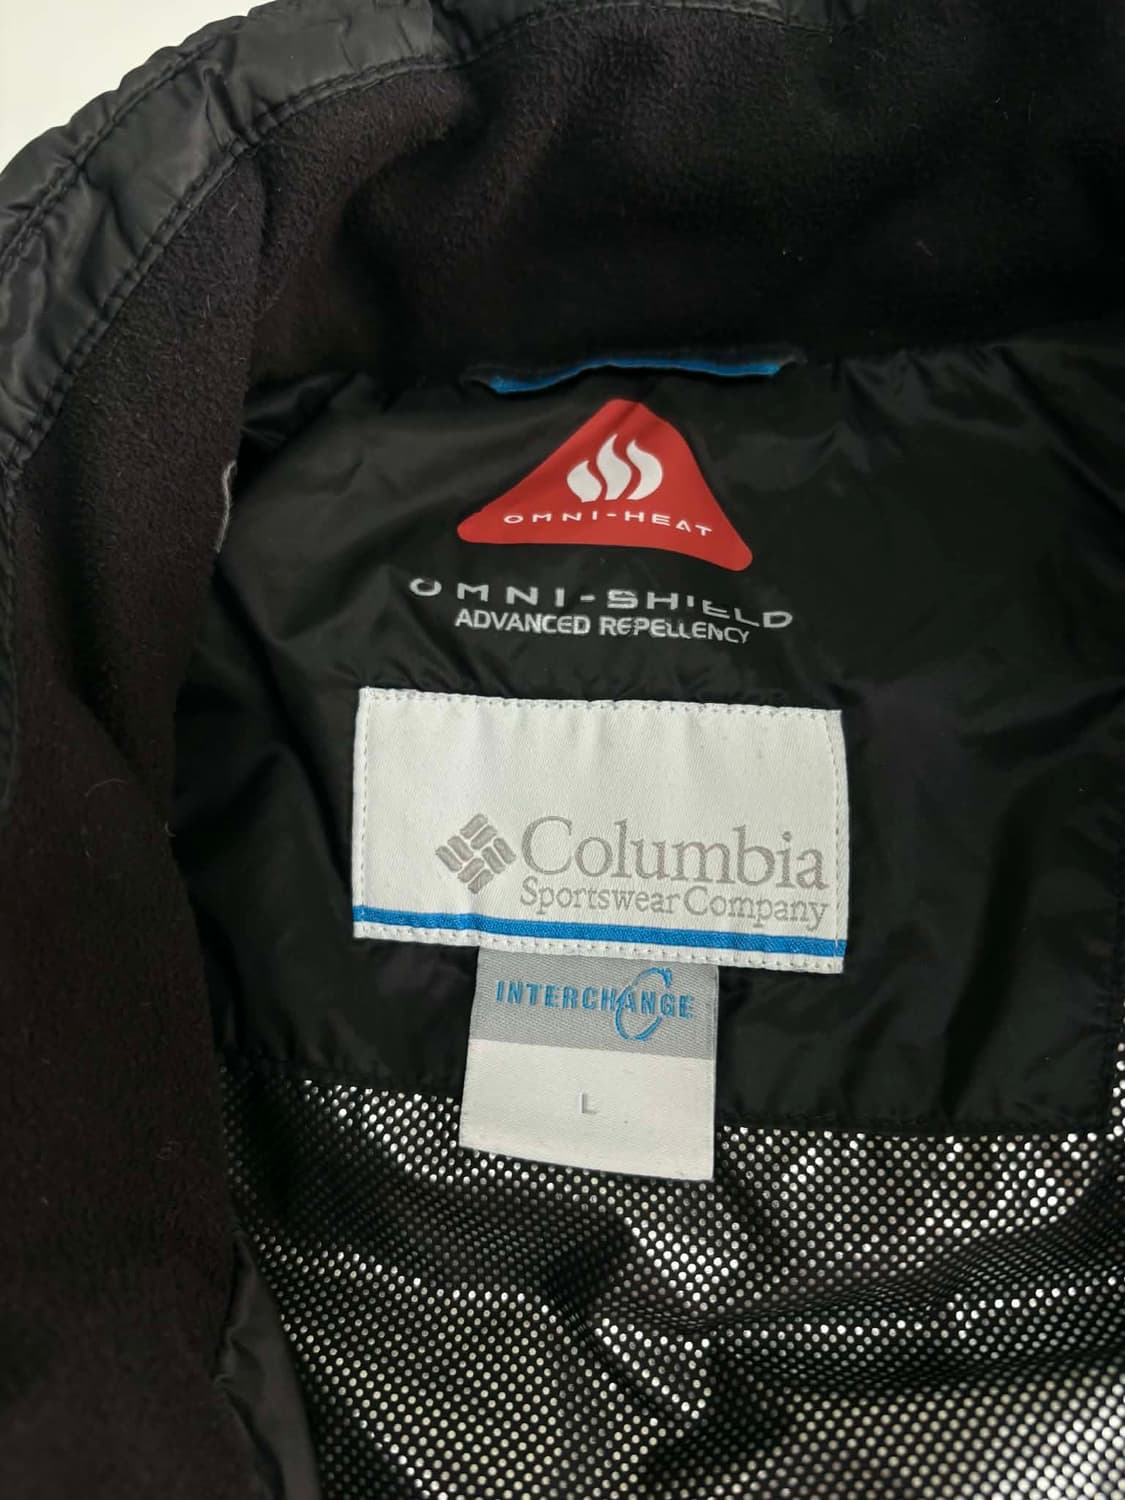 OMNI-HEAT
OMNI-SHIELD
ADVANCED REPELLENCY
Columbia
Sportswear Company
INTERCHANGE
L